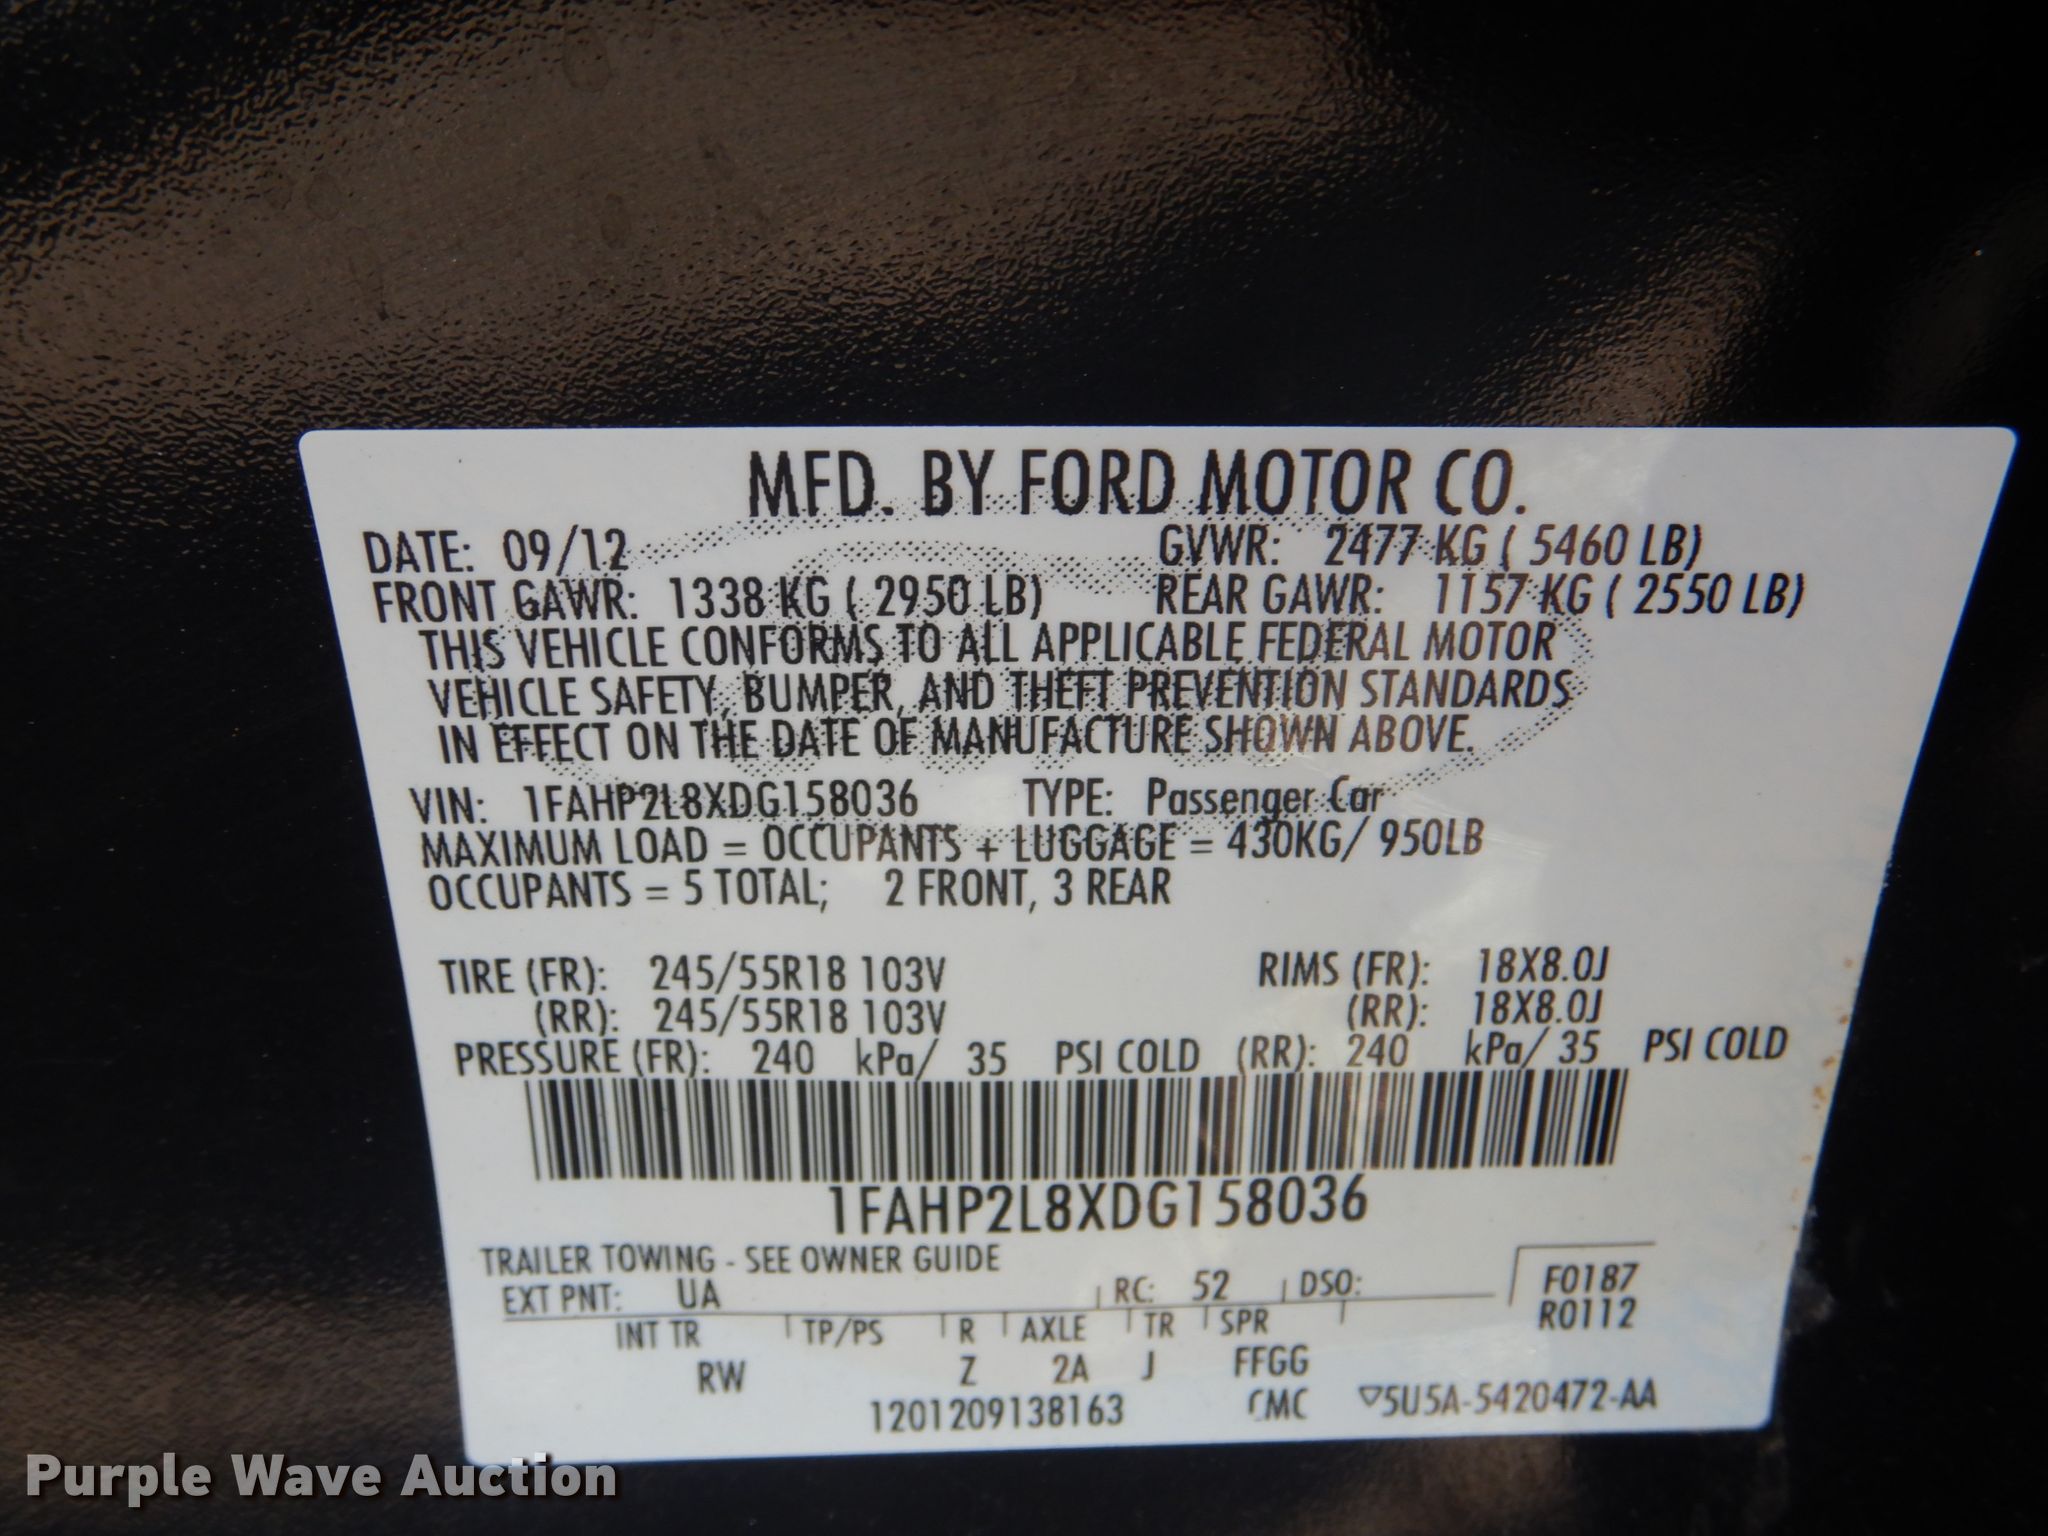 MFD. BY FORD MOTOR CO.
DATE: 09/12 GVWR: 2477 KG ( 5460 LB)
FRONT GAWR: 1338 KG ( 2950 LB) REAR GAWR: 1157 KG ( 2550 LB)
THIS VEHICLE CONFORMS TO ALL APPLICABLE FEDERAL MOTOR
VEHICLE SAFETY, BUMPER, AND THEFT PREVENTION STANDARDS
IN EFFECT ON THE DATE OF MANUFACTURE SHOWN ABOVE.
VIN: 1FAHP2L8XDG158036 TYPE: Passenger Car
MAXIMUM LOAD = OCCUPANTS + LUGGAGE = 430KG/ 950LB
OCCUPANTS = 5 TOTAL; 2 FRONT, 3 REAR
TIRE (FR): 245/55R18 103V RIMS (FR): 18X8.0J
(RR): 245/55R18 103V (RR): 18X8.0J
PRESSURE (FR): 240 kPa/ 35 PSI COLD (RR): 240 kPa/ 35 PSI COLD
1FAHP2L8XDG158036
TRAILER TOWING - SEE OWNER GUIDE
EXT PNT: UA RC: 52 DSO: F0187
R0112
INT TR TP/PS R AXLE TR SPR
RW Z 2A J FFGG
1201209138163 CMC ▽5U5A-5420472-AA
Purple Wave Auction